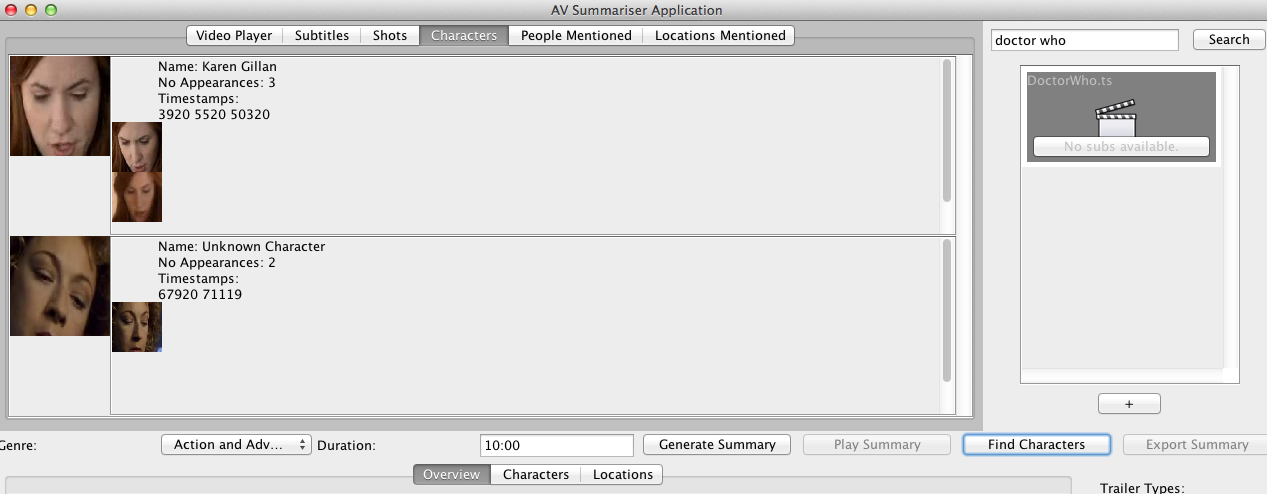 AV Summariser Application
Video Player Subtitles Shots Characters People Mentioned Locations Mentioned
doctor who Search
Name: Karen Gillan
No Appearances: 3
Timestamps:
3920 5520 50320
DoctorWho.ts
No subs available.
Name: Unknown Character
No Appearances: 2
Timestamps:
67920 71119
+
Genre: Action and Adv... Duration: 10:00 Generate Summary Play Summary Find Characters Export Summary
Overview Characters Locations
Trailer Types: